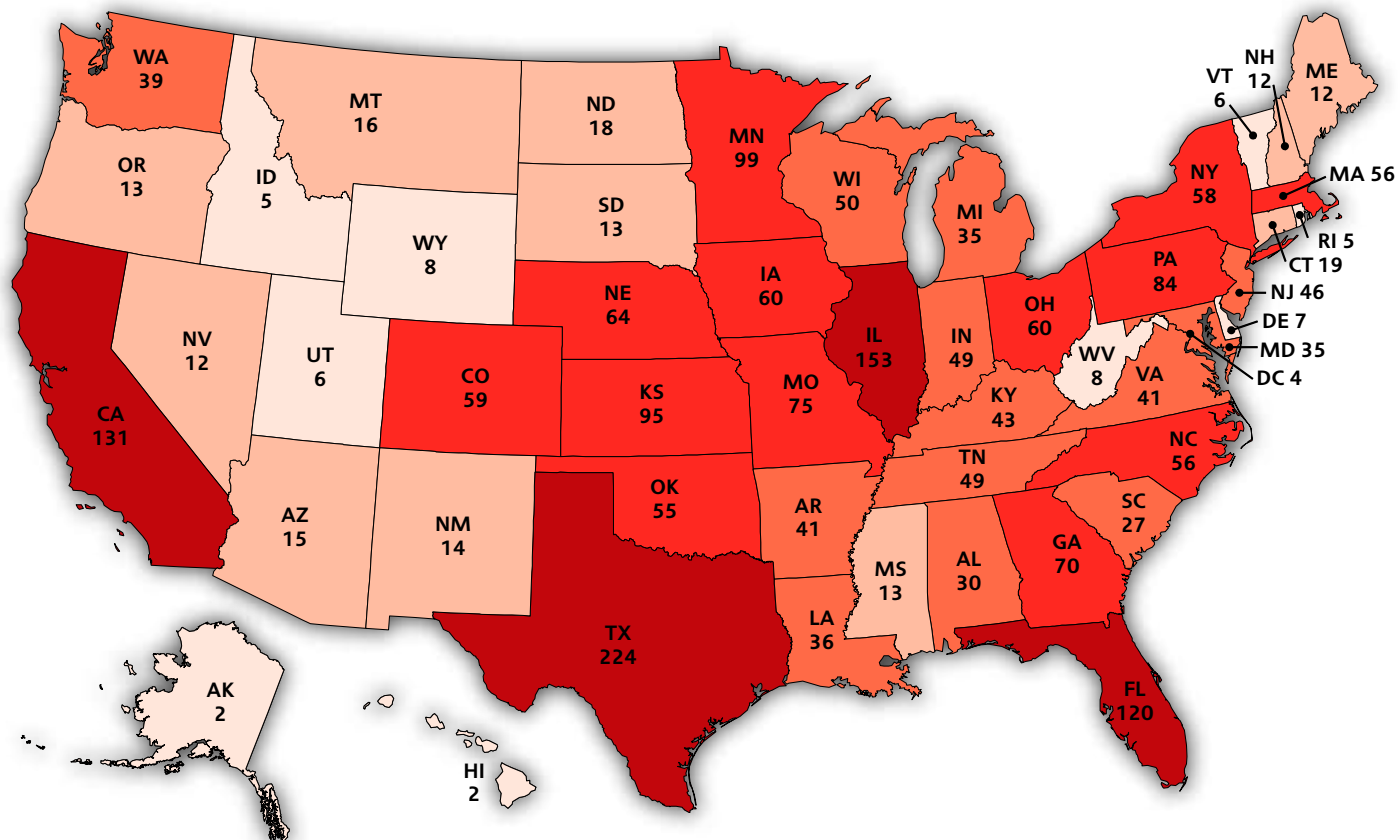 WA
39
MT
16
ND
18
MN
99
VT
6
NH
12
ME
12
OR
13
ID
5
WY
8
SD
13
WI
50
MI
35
NY
58
MA 56
RI 5
CT 19
NJ 46
DE 7
MD 35
DC 4
PA
84
NE
64
IA
60
IL
153
IN
49
OH
60
WV
8
VA
41
NV
12
UT
6
CO
59
KS
95
MO
75
KY
43
CA
131
AZ
15
NM
14
OK
55
AR
41
TN
49
NC
56
SC
27
MS
13
AL
30
GA
70
TX
224
LA
36
FL
120
AK
2
HI
2